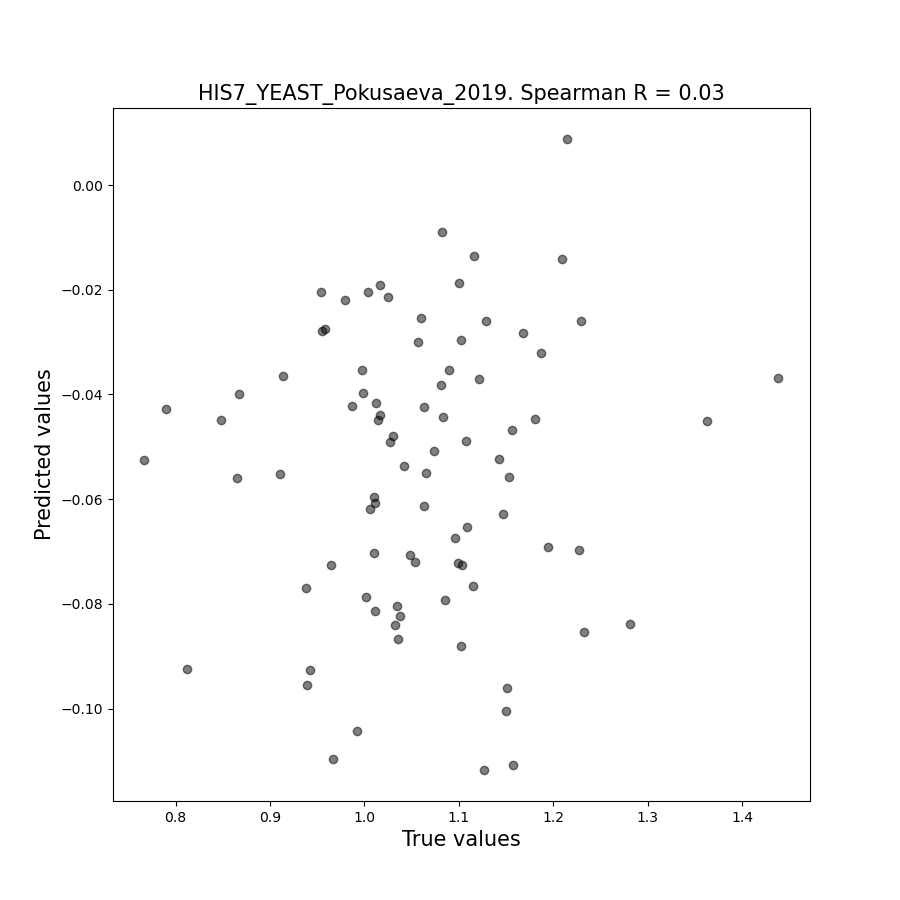 HIS7_YEAST_Pokusaeva_2019. Spearman R = 0.03
0.00
−0.02
−0.04
−0.06
−0.08
−0.10
Predicted values
0.8 0.9 1.0 1.1 1.2 1.3 1.4
True values